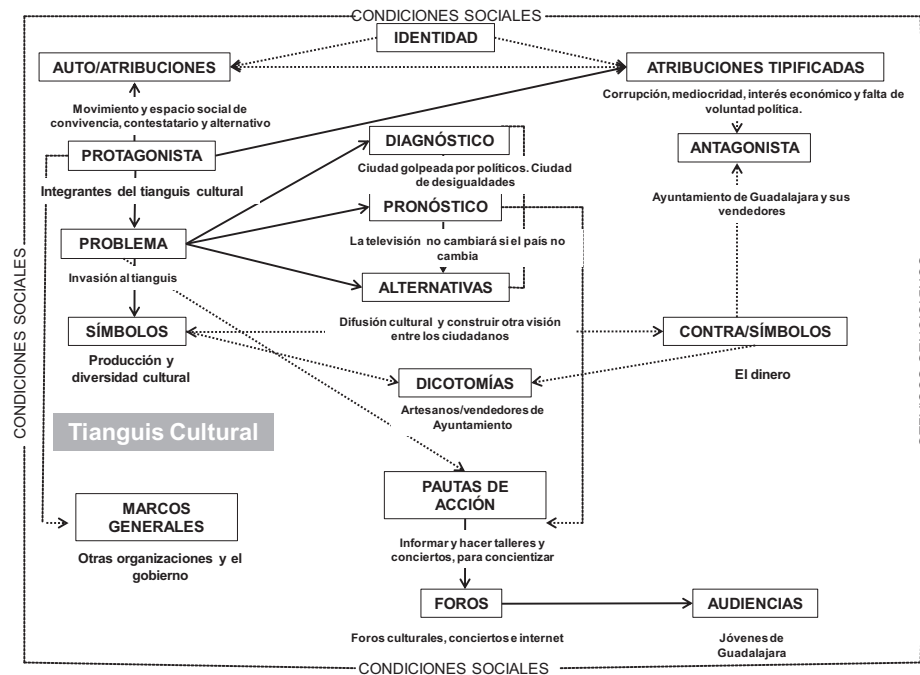 CONDICIONES SOCIALES
IDENTIDAD
AUTO/ATRIBUCIONES
ATRIBUCIONES TIPIFICADAS
Movimiento y espacio social de
convivencia, contestatario y alternativo
Corrupción, mediocridad, interés económico y falta de
voluntad política.
PROTAGONISTA
DIAGNÓSTICO
ANTAGONISTA
Integrantes del tianguis cultural
Ciudad golpeada por políticos. Ciudad
de desigualdades
Ayuntamiento de Guadalajara y sus
vendedores
PRONÓSTICO
PROBLEMA
La televisión no cambiará si el país no
cambia
Invasión al tianguis
ALTERNATIVAS
SÍMBOLOS
Difusión cultural y construir otra visión
entre los ciudadanos
CONTRA/SÍMBOLOS
Producción y
diversidad cultural
El dinero
DICOTOMÍAS
Artesanos/vendedores de
Ayuntamiento
Tianguis Cultural
CONDICIONES SOCIALES
PAUTAS DE
ACCIÓN
MARCOS
GENERALES
Informar y hacer talleres y
conciertos, para concientizar
Otras organizaciones y el
gobierno
FOROS
AUDIENCIAS
Foros culturales, conciertos e internet
Jóvenes de
Guadalajara
CONDICIONES SOCIALES